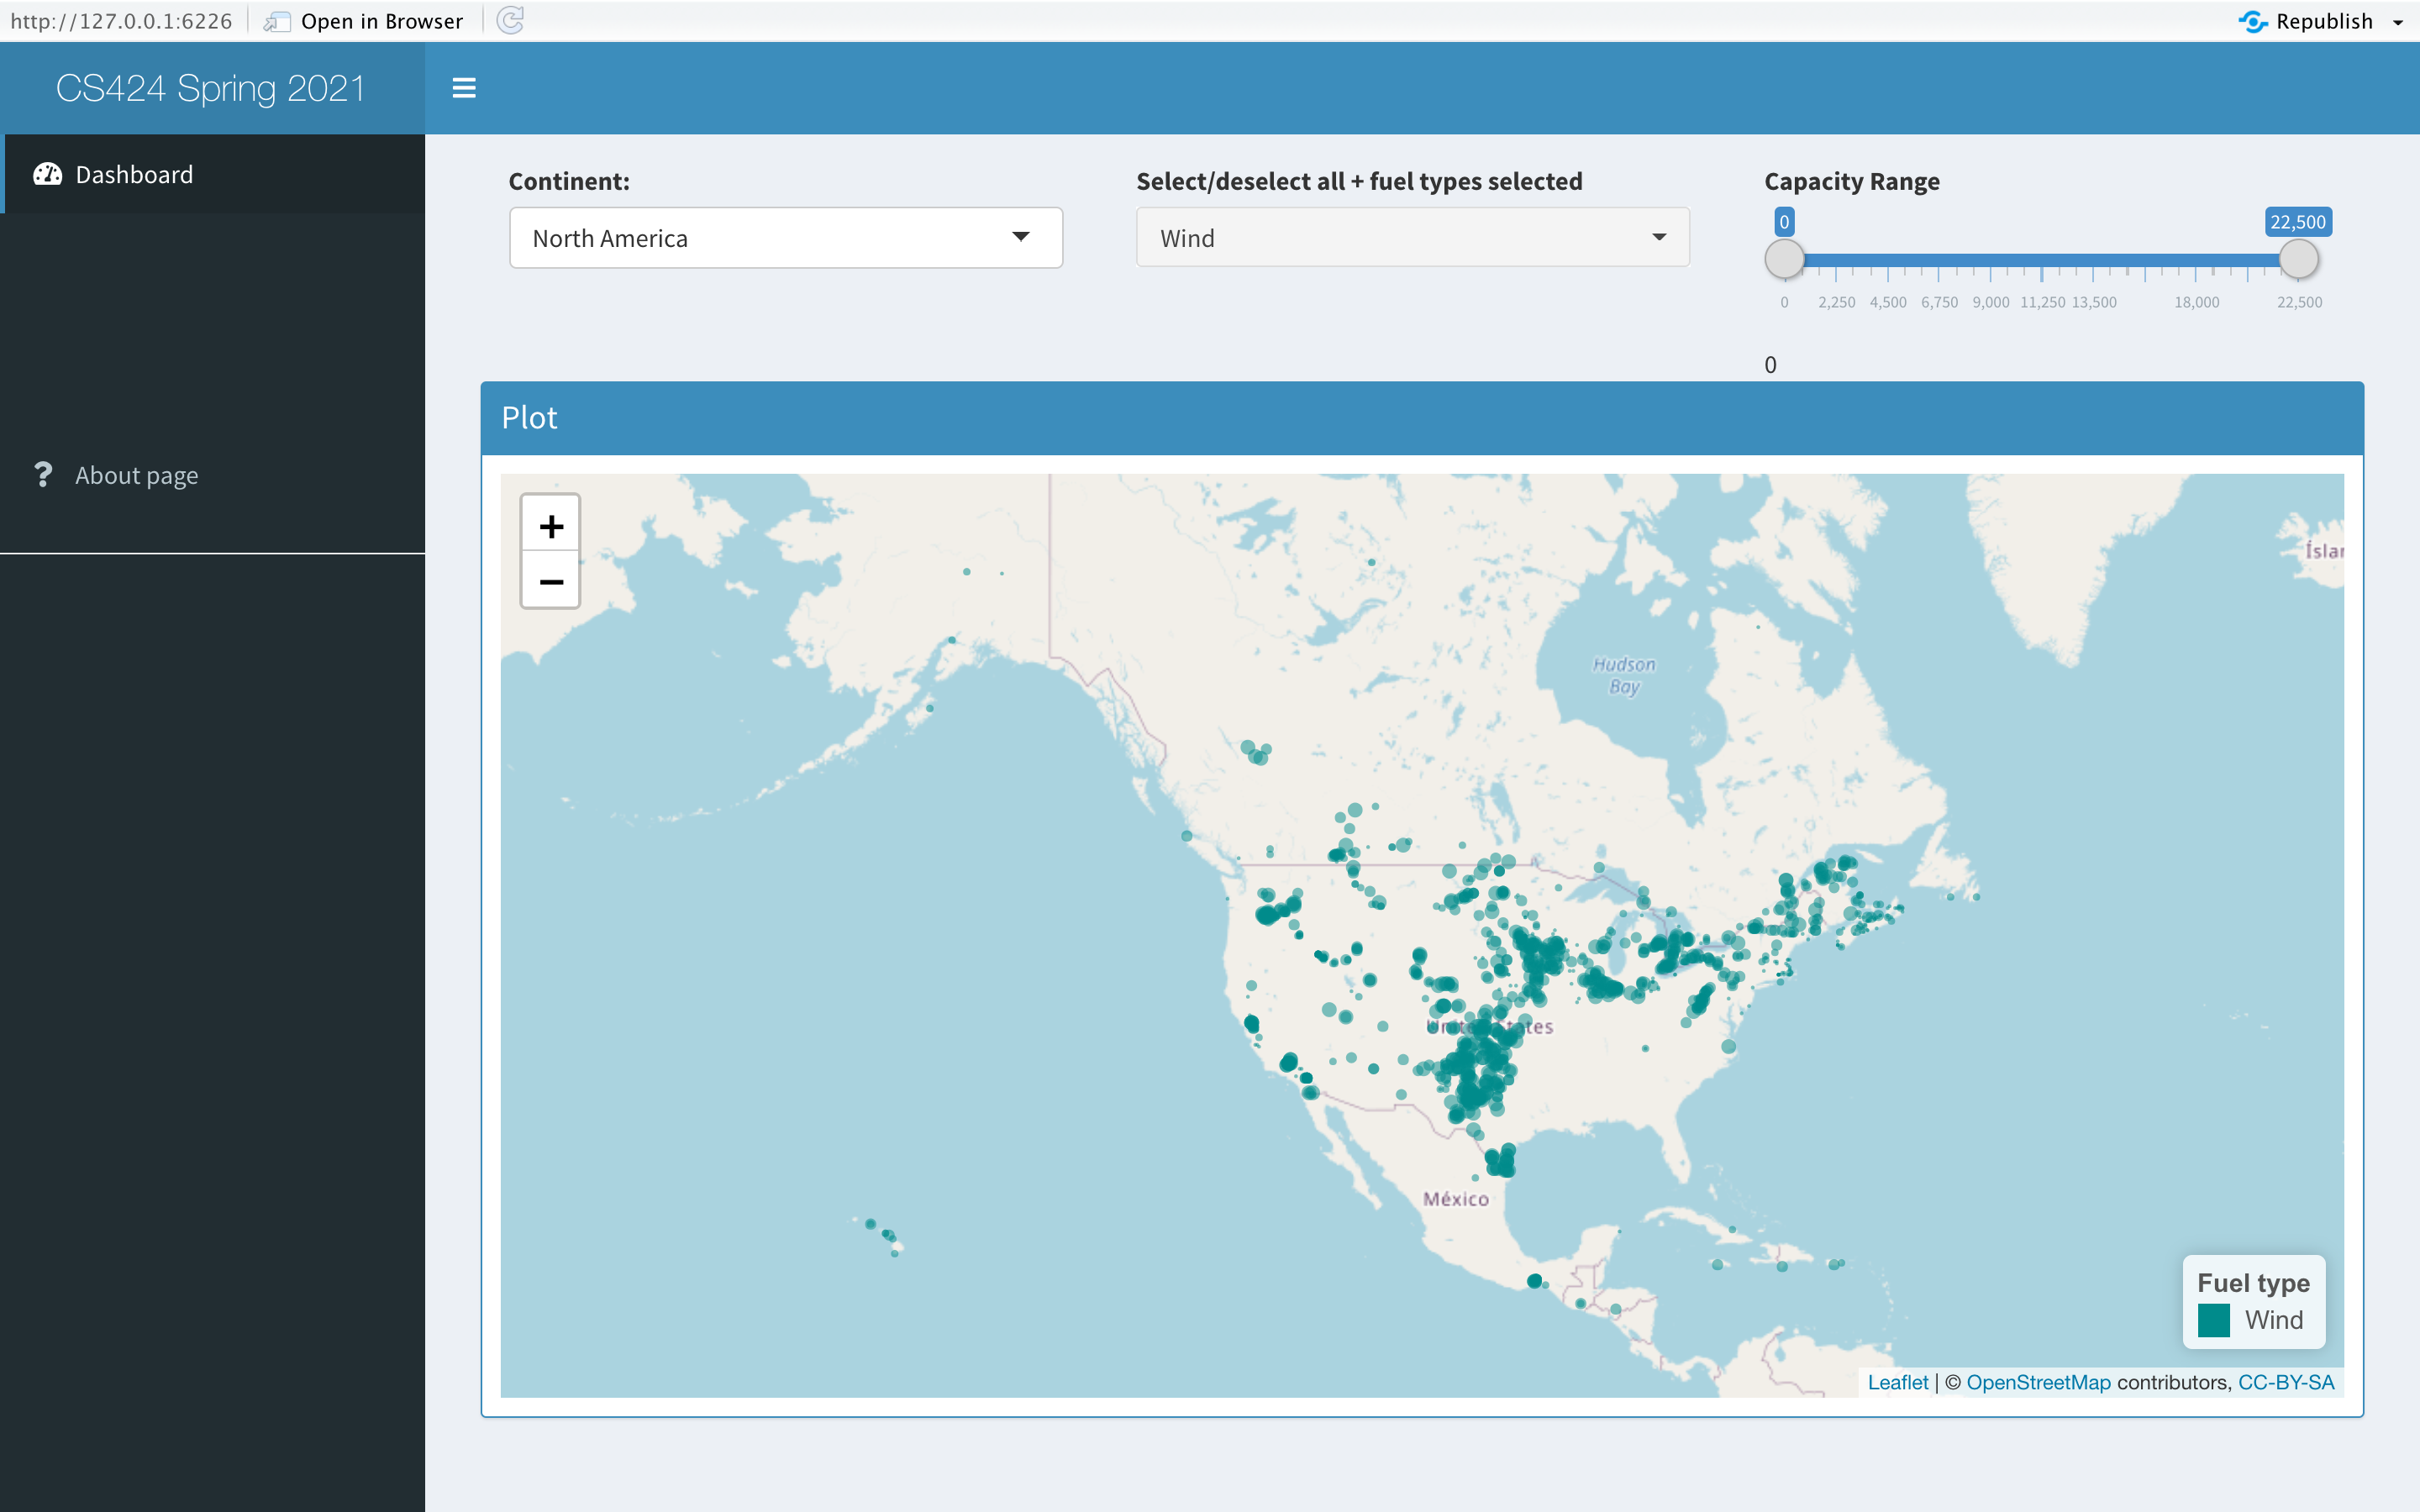 http://127.0.0.1:6226 Open in Browser Republish
CS424 Spring 2021
Dashboard
About page
Continent:
North America
Select/deselect all + fuel types selected
Wind
Capacity Range
0 22,500
0 2,250 4,500 6,750 9,000 11,250 13,500 18,000 22,500
0
Plot
+
−
Íslan
Hudson
Bay
United States
México
Fuel type
Wind
Leaflet | © OpenStreetMap contributors, CC-BY-SA